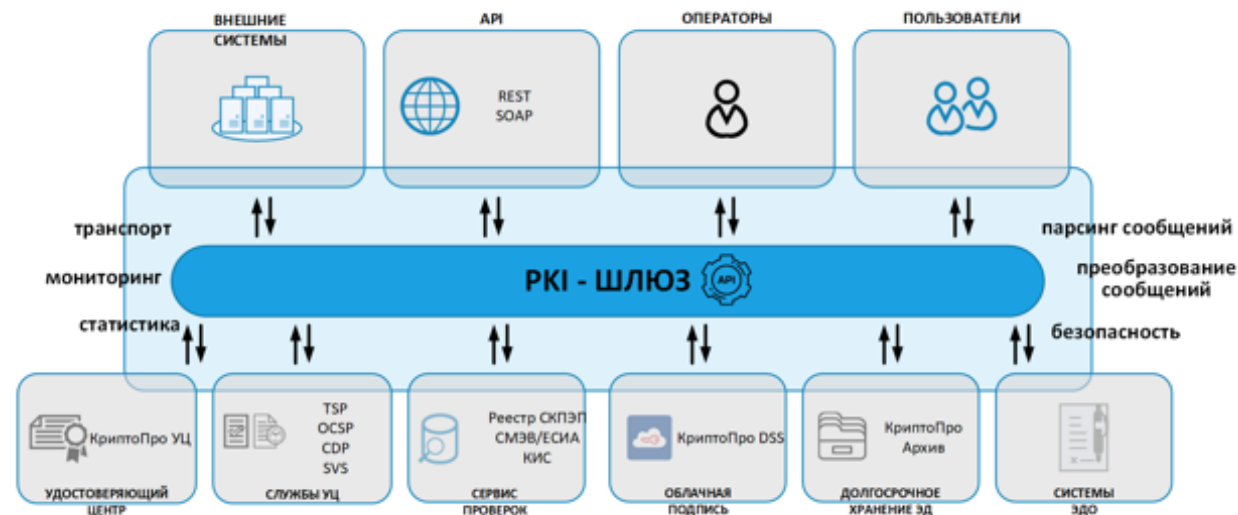 ВНЕШНИЕ
СИСТЕМЫ
API
ОПЕРАТОРЫ
ПОЛЬЗОВАТЕЛИ
REST
SOAP
транспорт
мониторинг
статистика
PKI - ШЛЮЗ
API
парсинг сообщений
преобразование
сообщений
безопасность
КриптоПро УЦ
УДОСТОВЕРЯЮЩИЙ
ЦЕНТР
TSP
OCSP
CDP
SVS
СЛУЖБЫ УЦ
Реестр СКПЭП
СМЭВ/ЕСИА
КИС
СЕРВИС
ПРОВЕРОК
КриптоПро DSS
ОБЛАЧНАЯ
ПОДПИСЬ
КриптоПро
Архив
ДОЛГОСРОЧНОЕ
ХРАНЕНИЕ ЭД
СИСТЕМЫ
ЭДО